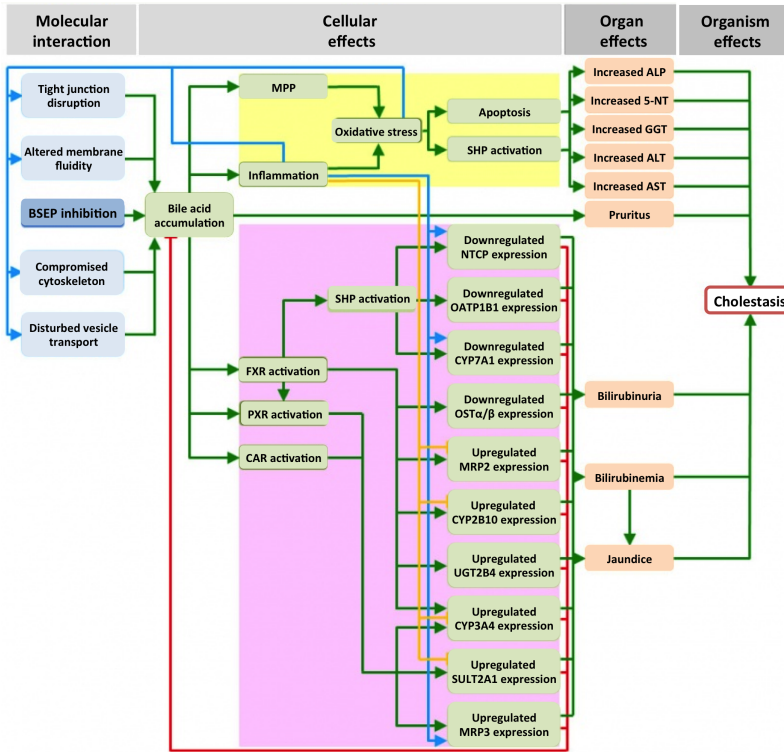 Molecular
interaction
Cellular
effects
Organ
effects
Organism
effects
Tight junction
disruption
Altered membrane
fluidity
BSEP inhibition
Compromised
cytoskeleton
Disturbed vesicle
transport
Bile acid
accumulation
MPP
Oxidative stress
Inflammation
Apoptosis
SHP activation
SHP activation
FXR activation
PXR activation
CAR activation
Downregulated
NTCP expression
Downregulated
OATP1B1 expression
Downregulated
CYP7A1 expression
Downregulated
OSTα/β expression
Upregulated
MRP2 expression
Upregulated
CYP2B10 expression
Upregulated
UGT2B4 expression
Upregulated
CYP3A4 expression
Upregulated
SULT2A1 expression
Upregulated
MRP3 expression
Increased ALP
Increased 5-NT
Increased GGT
Increased ALT
Increased AST
Pruritus
Bilirubinuria
Bilirubinemia
Jaundice
Cholestasis